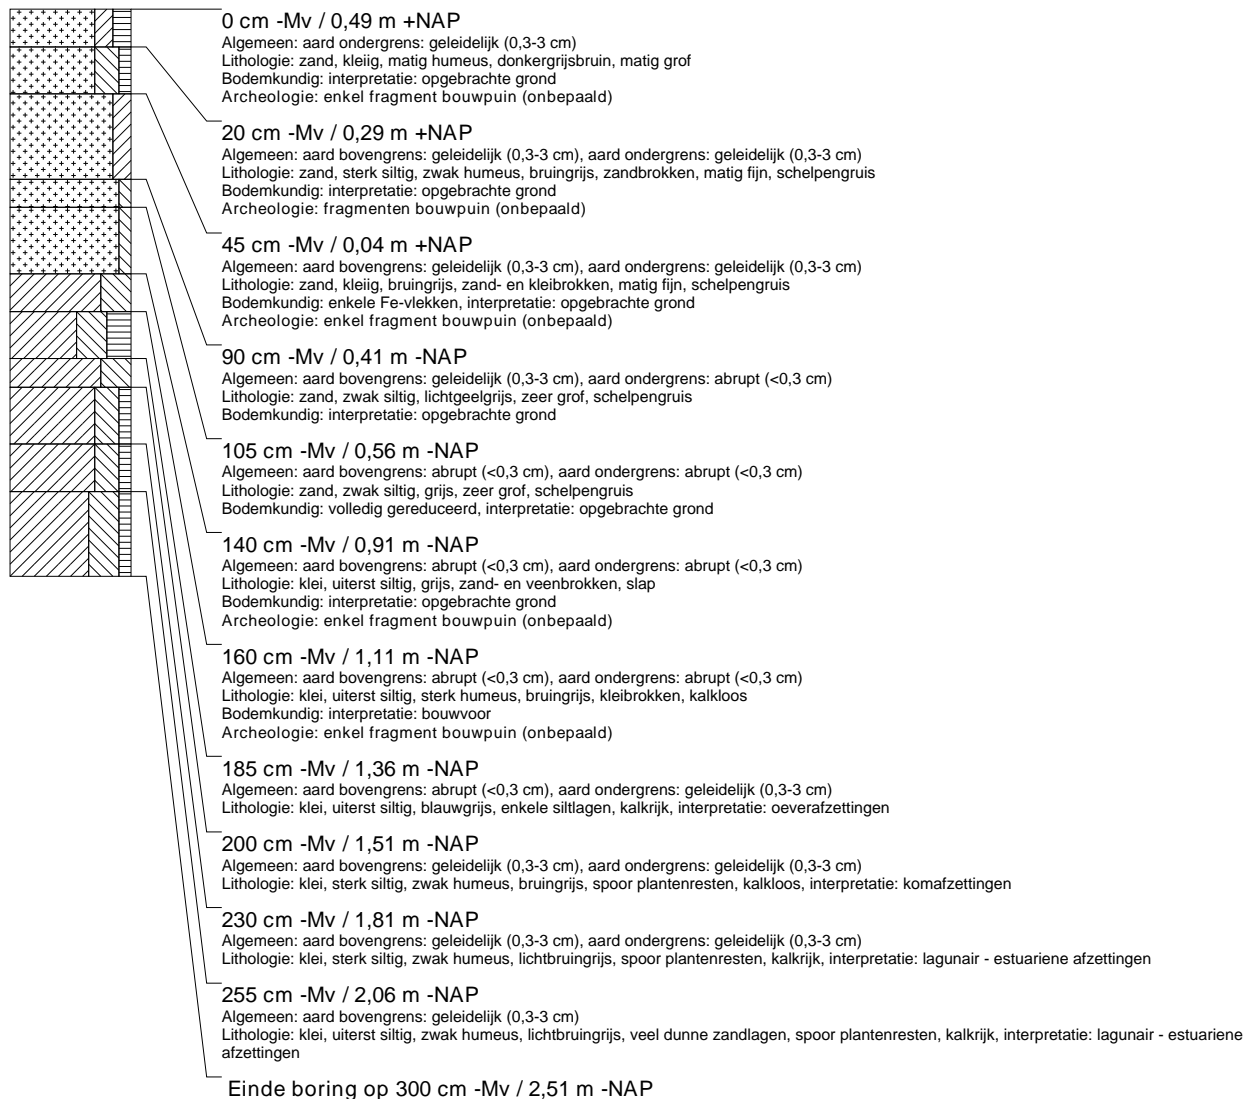 0 cm -Mv / 0,49 m +NAP
Algemeen: aard ondergrens: geleidelijk (0,3-3 cm)
Lithologie: zand, kleiig, matig humeus, donkergrijsbruin, matig grof
Bodemkundig: interpretatie: opgebrachte grond
Archeologie: enkel fragment bouwpuin (onbepaald)
20 cm -Mv / 0,29 m +NAP
Algemeen: aard bovengrens: geleidelijk (0,3-3 cm), aard ondergrens: geleidelijk (0,3-3 cm)
Lithologie: zand, sterk siltig, zwak humeus, bruingrijs, zandbrokken, matig fijn, schelpengruis
Bodemkundig: interpretatie: opgebrachte grond
Archeologie: fragmenten bouwpuin (onbepaald)
45 cm -Mv / 0,04 m +NAP
Algemeen: aard bovengrens: geleidelijk (0,3-3 cm), aard ondergrens: geleidelijk (0,3-3 cm)
Lithologie: zand, kleiig, bruingrijs, zand- en kleibrokken, matig fijn, schelpengruis
Bodemkundig: enkele Fe-vlekken, interpretatie: opgebrachte grond
Archeologie: enkel fragment bouwpuin (onbepaald)
90 cm -Mv / 0,41 m -NAP
Algemeen: aard bovengrens: geleidelijk (0,3-3 cm), aard ondergrens: abrupt (<0,3 cm)
Lithologie: zand, zwak siltig, lichtgeelgrijs, zeer grof, schelpengruis
Bodemkundig: interpretatie: opgebrachte grond
105 cm -Mv / 0,56 m -NAP
Algemeen: aard bovengrens: abrupt (<0,3 cm), aard ondergrens: abrupt (<0,3 cm)
Lithologie: zand, zwak siltig, grijs, zeer grof, schelpengruis
Bodemkundig: volledig gereduceerd, interpretatie: opgebrachte grond
140 cm -Mv / 0,91 m -NAP
Algemeen: aard bovengrens: abrupt (<0,3 cm), aard ondergrens: abrupt (<0,3 cm)
Lithologie: klei, uiterst siltig, grijs, zand- en veenbrokken, slap
Bodemkundig: interpretatie: opgebrachte grond
Archeologie: enkel fragment bouwpuin (onbepaald)
160 cm -Mv / 1,11 m -NAP
Algemeen: aard bovengrens: abrupt (<0,3 cm), aard ondergrens: abrupt (<0,3 cm)
Lithologie: klei, uiterst siltig, sterk humeus, bruingrijs, kleibrokken, kalkloos
Bodemkundig: interpretatie: bouwvoor
Archeologie: enkel fragment bouwpuin (onbepaald)
185 cm -Mv / 1,36 m -NAP
Algemeen: aard bovengrens: abrupt (<0,3 cm), aard ondergrens: geleidelijk (0,3-3 cm)
Lithologie: klei, uiterst siltig, blauwgrijs, enkele siltlagen, kalkrijk, interpretatie: oeverafzettingen
200 cm -Mv / 1,51 m -NAP
Algemeen: aard bovengrens: geleidelijk (0,3-3 cm), aard ondergrens: geleidelijk (0,3-3 cm)
Lithologie: klei, sterk siltig, zwak humeus, bruingrijs, spoor plantenresten, kalkloos, interpretatie: komafzettingen
230 cm -Mv / 1,81 m -NAP
Algemeen: aard bovengrens: geleidelijk (0,3-3 cm), aard ondergrens: geleidelijk (0,3-3 cm)
Lithologie: klei, sterk siltig, zwak humeus, lichtbruingrijs, spoor plantenresten, kalkrijk, interpretatie: lagunair - estuariene afzettingen
255 cm -Mv / 2,06 m -NAP
Algemeen: aard bovengrens: geleidelijk (0,3-3 cm)
Lithologie: klei, uiterst siltig, zwak humeus, lichtbruingrijs, veel dunne zandlagen, spoor plantenresten, kalkrijk, interpretatie: lagunair - estuariene
afzettingen
Einde boring op 300 cm -Mv / 2,51 m -NAP